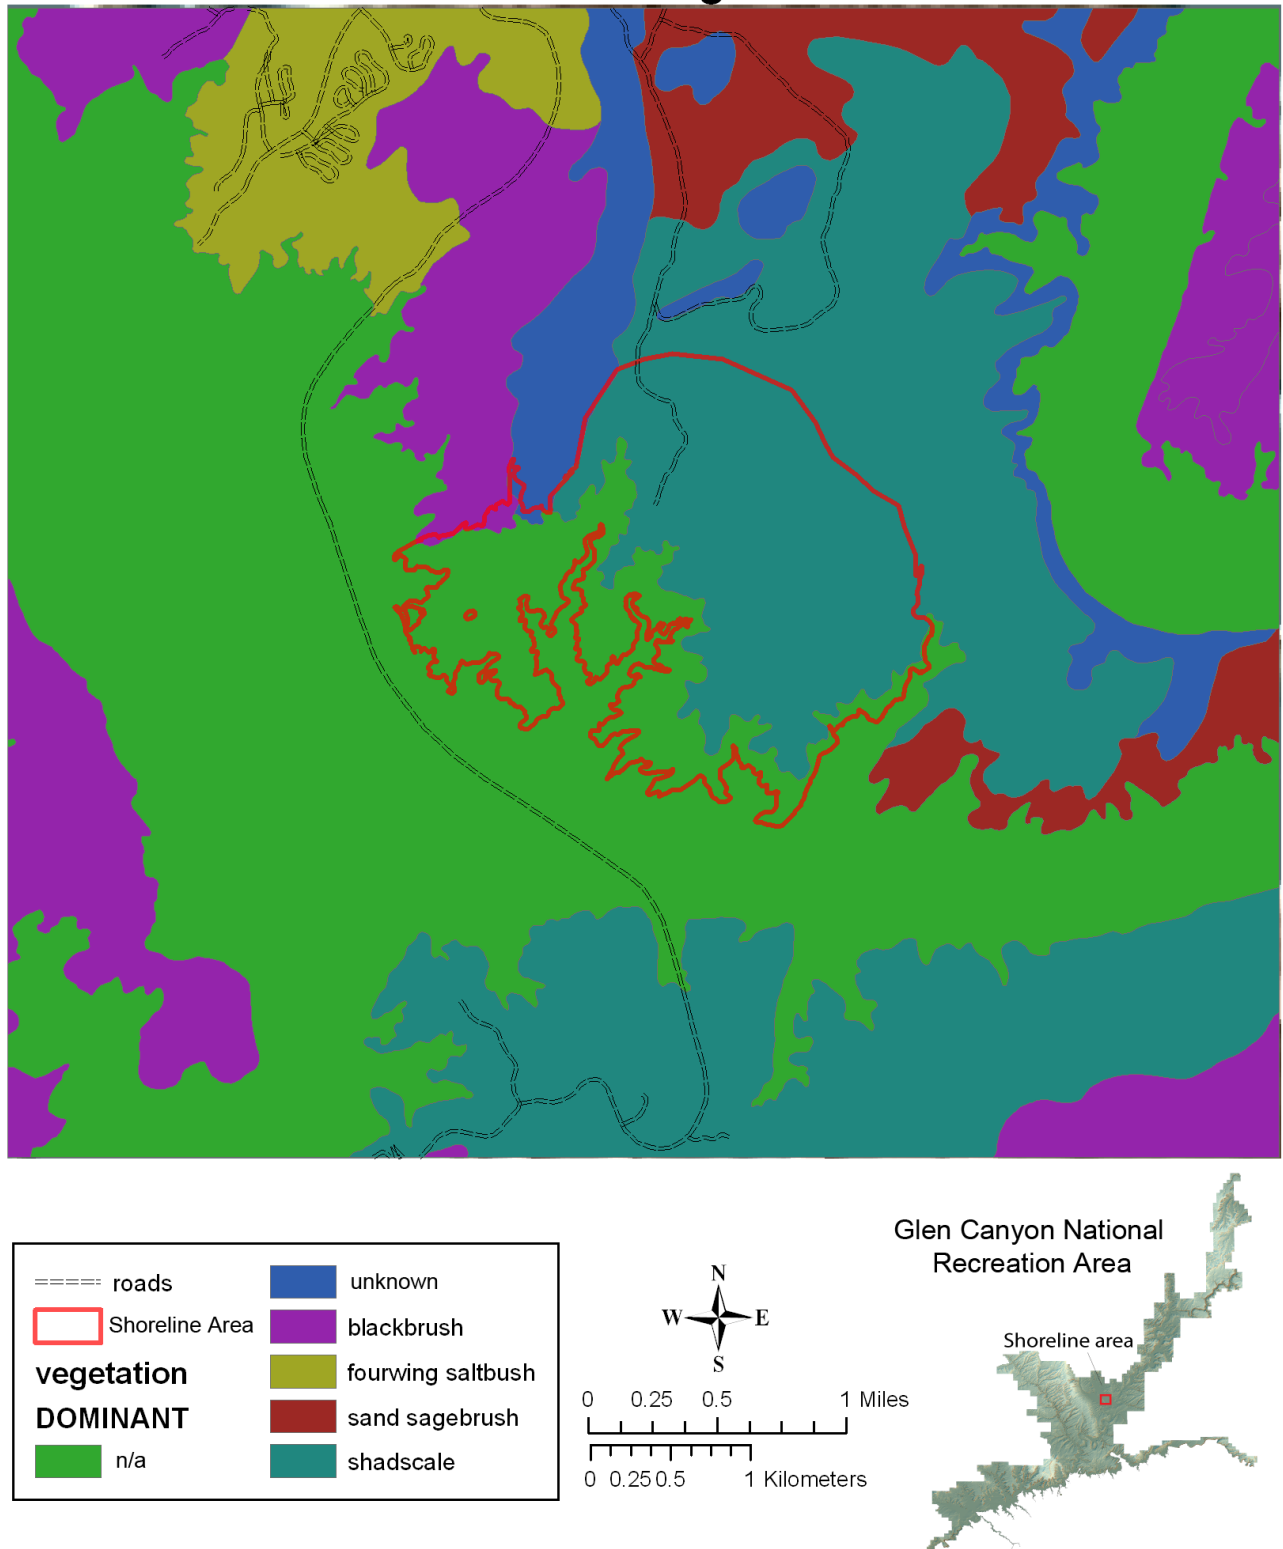 roads
Shoreline Area
vegetation
DOMINANT
n/a
unknown
blackbrush
fourwing saltbush
sand sagebrush
shadscale
N
W E
S
0 0.25 0.5 1 Miles
0 0.25 0.5 1 Kilometers
Glen Canyon National
Recreation Area
Shoreline area